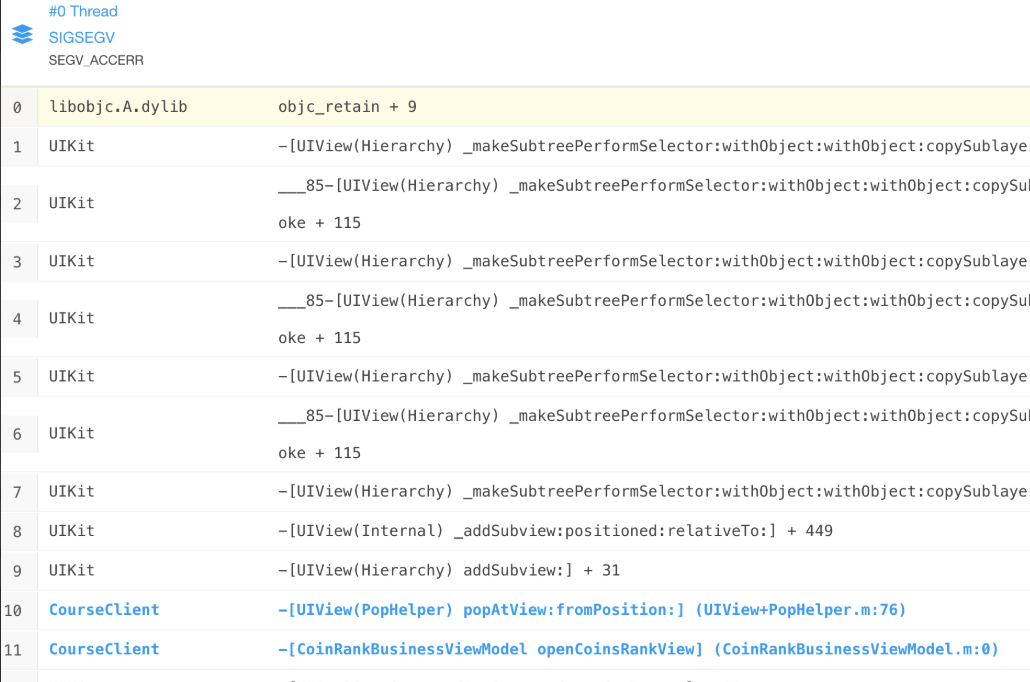 #0 Thread
SIGSEGV
SEGV_ACCERR
0 libobjc.A.dylib objc_retain + 9
1 UIKit -[UIView(Hierarchy) _makeSubtreePerformSelector:withObject:withObject:copySublaye
2 UIKit ___85-[UIView(Hierarchy) _makeSubtreePerformSelector:withObject:withObject:copySu
oke + 115
3 UIKit -[UIView(Hierarchy) _makeSubtreePerformSelector:withObject:withObject:copySublaye
4 UIKit ___85-[UIView(Hierarchy) _makeSubtreePerformSelector:withObject:withObject:copySu
oke + 115
5 UIKit -[UIView(Hierarchy) _makeSubtreePerformSelector:withObject:withObject:copySublaye
6 UIKit ___85-[UIView(Hierarchy) _makeSubtreePerformSelector:withObject:withObject:copySu
oke + 115
7 UIKit -[UIView(Hierarchy) _makeSubtreePerformSelector:withObject:withObject:copySublaye
8 UIKit -[UIView(Internal) _addSubview:positioned:relativeTo:] + 449
9 UIKit -[UIView(Hierarchy) addSubview:] + 31
10 CourseClient -[UIView(PopHelper) popAtView:fromPosition:] (UIView+PopHelper.m:76)
11 CourseClient -[CoinRankBusinessViewModel openCoinsRankView] (CoinRankBusinessViewModel.m:0)